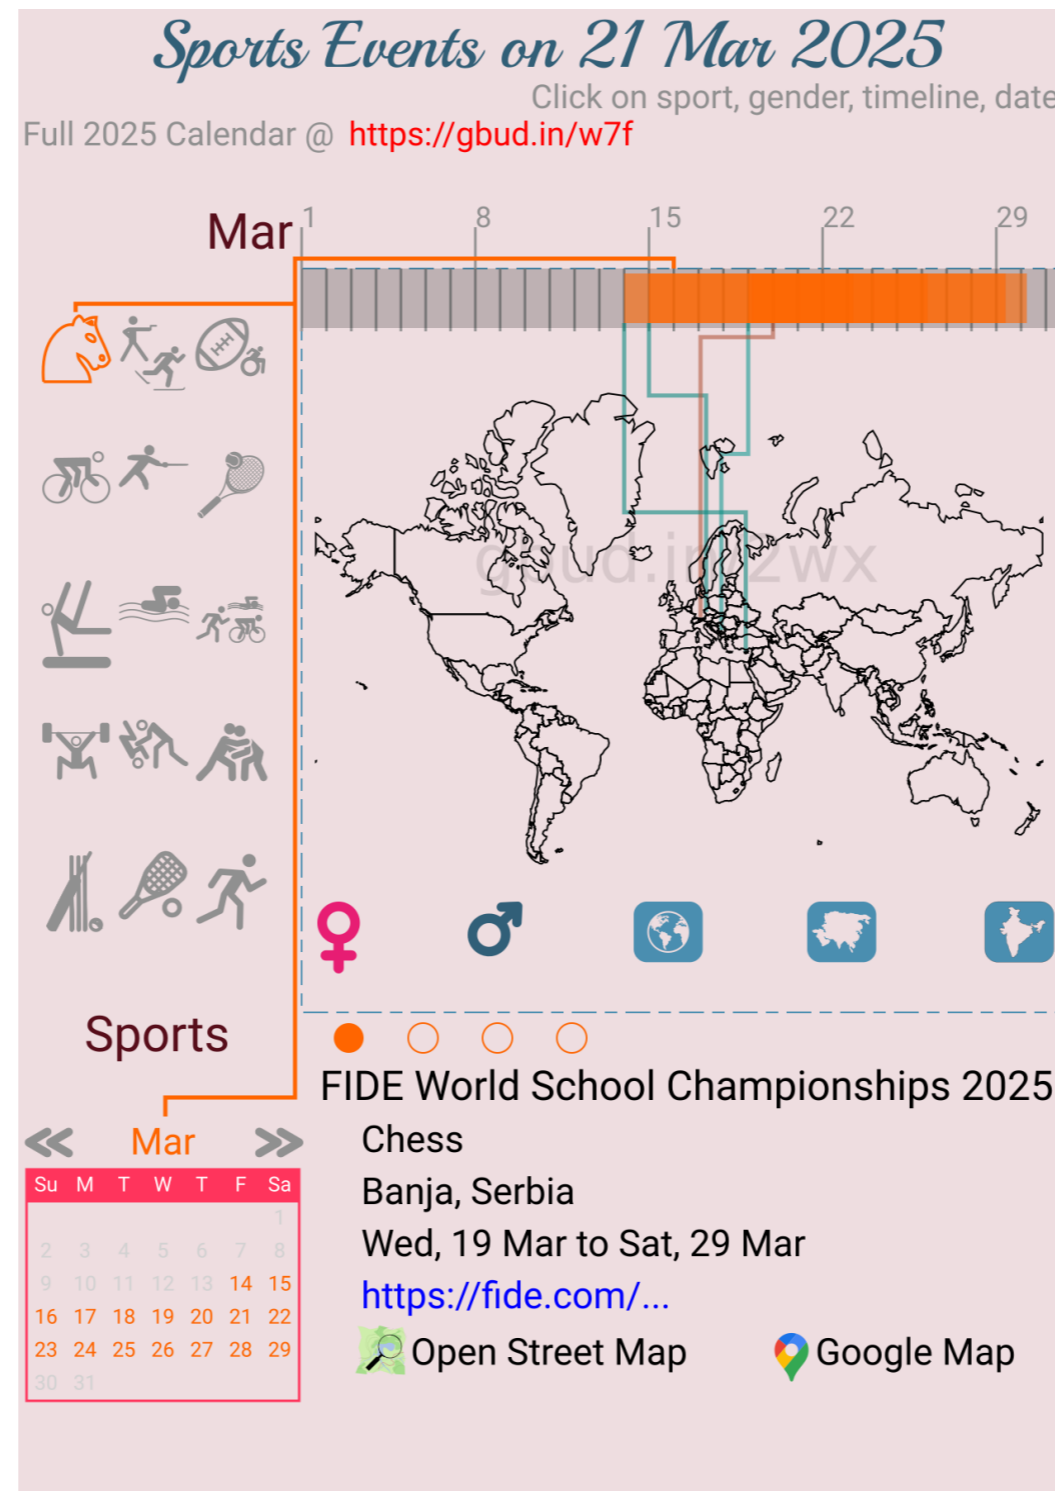 Sports Events on 21 Mar 2025
Click on sport, gender, timeline, date
Full 2025 Calendar @ https://gbud.in/w7f
Mar
1 8 15 22 29
gbud.in/2wx
Sports
FIDE World School Championships 2025
Chess
Banja, Serbia
Wed, 19 Mar to Sat, 29 Mar
https://fide.com/...
Open Street Map Google Map
Mar
Su M T W T F Sa
1
2 3 4 5 6 7 8
9 10 11 12 13 14 15
16 17 18 19 20 21 22
23 24 25 26 27 28 29
30 31